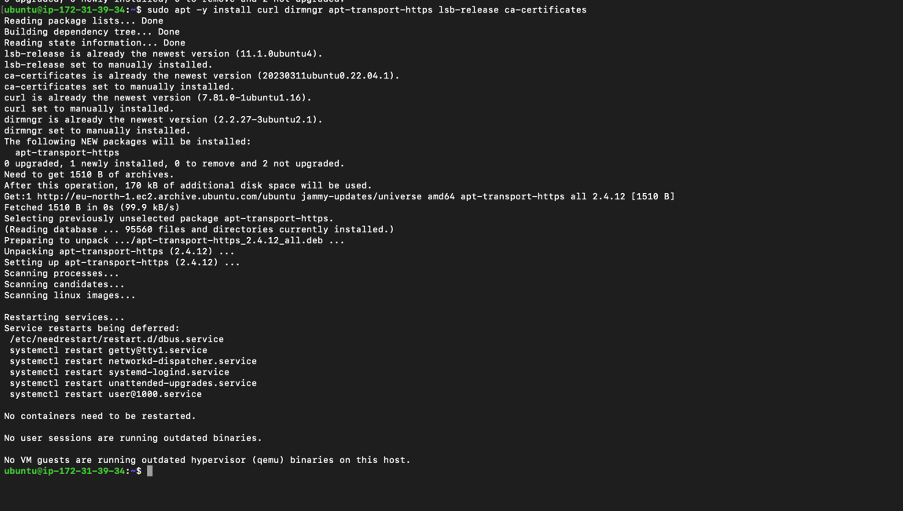 0 upgraded, 0 newly installed, 0 to remove and 2 not upgraded.
ubuntu@ip-172-31-39-34:~$ sudo apt -y install curl dirmngr apt-transport-https lsb-release ca-certificates
Reading package lists... Done
Building dependency tree... Done
Reading state information... Done
lsb-release is already the newest version (11.1.0ubuntu4).
lsb-release set to manually installed.
ca-certificates is already the newest version (20230311ubuntu0.22.04.1).
ca-certificates set to manually installed.
curl is already the newest version (7.81.0-1ubuntu1.16).
curl set to manually installed.
dirmngr is already the newest version (2.2.27-3ubuntu2.1).
dirmngr set to manually installed.
The following NEW packages will be installed:
  apt-transport-https
0 upgraded, 1 newly installed, 0 to remove and 2 not upgraded.
Need to get 1510 B of archives.
After this operation, 170 kB of additional disk space will be used.
Get:1 http://eu-north-1.ec2.archive.ubuntu.com/ubuntu jammy-updates/universe amd64 apt-transport-https all 2.4.12 [1510 B]
Fetched 1510 B in 0s (99.9 kB/s)
Selecting previously unselected package apt-transport-https.
(Reading database ... 95560 files and directories currently installed.)
Preparing to unpack .../apt-transport-https_2.4.12_all.deb ...
Unpacking apt-transport-https (2.4.12) ...
Setting up apt-transport-https (2.4.12) ...
Scanning processes...
Scanning candidates...
Scanning linux images...
Restarting services...
Service restarts being deferred:
 /etc/needrestart/restart.d/dbus.service
 systemctl restart getty@tty1.service
 systemctl restart networkd-dispatcher.service
 systemctl restart systemd-logind.service
 systemctl restart unattended-upgrades.service
 systemctl restart user@1000.service
No containers need to be restarted.
No user sessions are running outdated binaries.
No VM guests are running outdated hypervisor (qemu) binaries on this host.
ubuntu@ip-172-31-39-34:~$